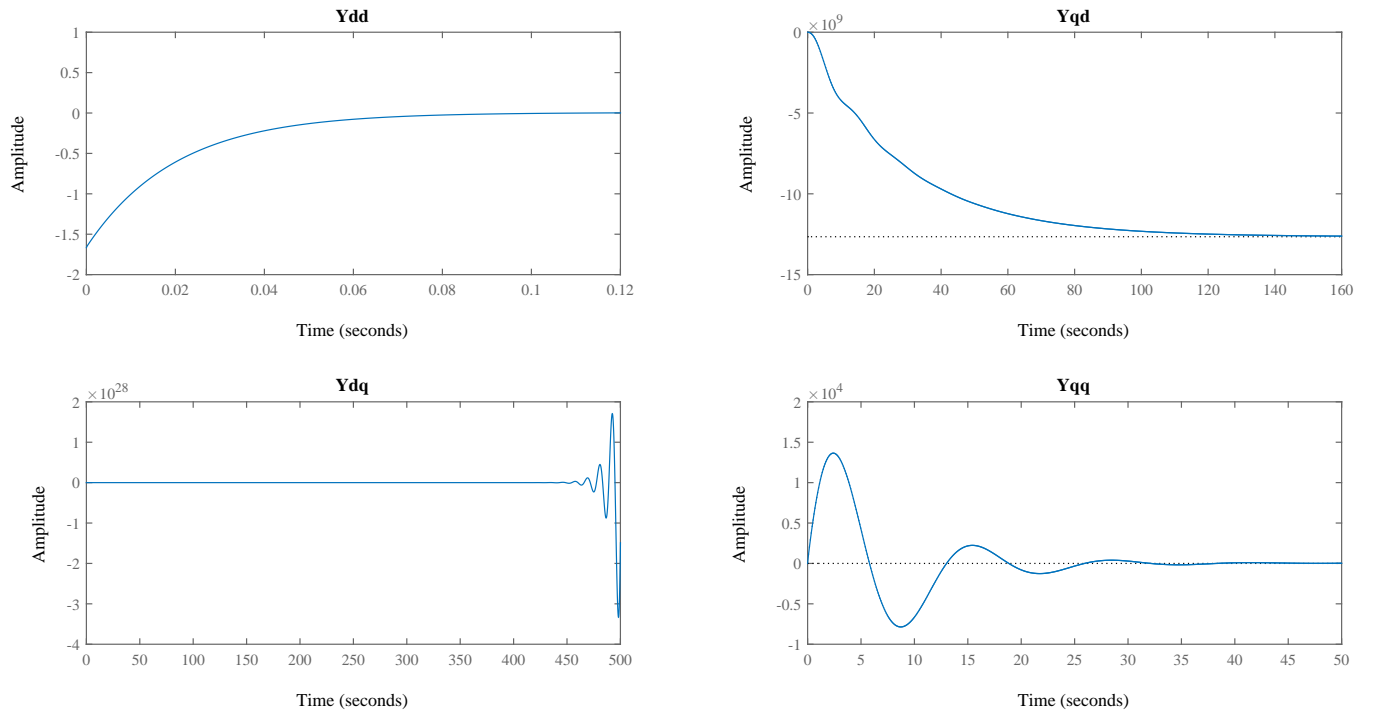 Ydd
Amplitude
1
0.5
0
-0.5
-1
-1.5
-2
0 0.02 0.04 0.06 0.08 0.1 0.12
Time (seconds)
Yqd
×10^9
Amplitude
0
-5
-10
-15
0 20 40 60 80 100 120 140 160
Time (seconds)
Ydq
×10^28
Amplitude
2
1
0
-1
-2
-3
-4
0 50 100 150 200 250 300 350 400 450 500
Time (seconds)
Yqq
×10^4
Amplitude
2
1.5
1
0.5
0
-0.5
-1
0 5 10 15 20 25 30 35 40 45 50
Time (seconds)